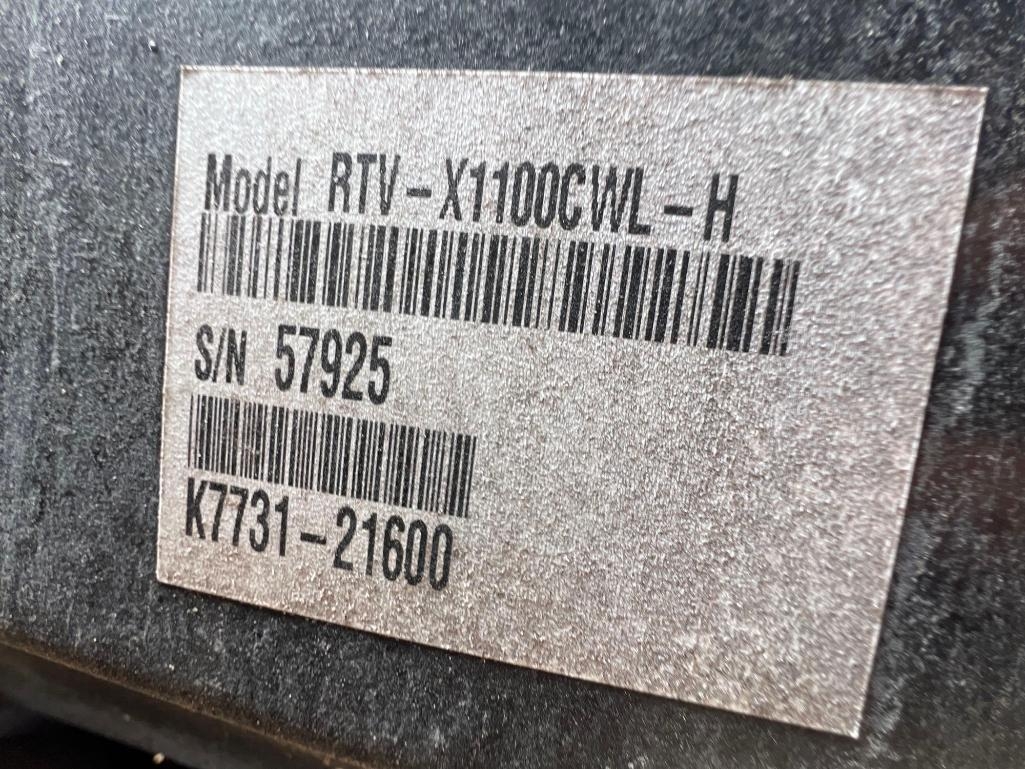 Model RTV-X1100CWL-H
S/N 57925
K7731-21600